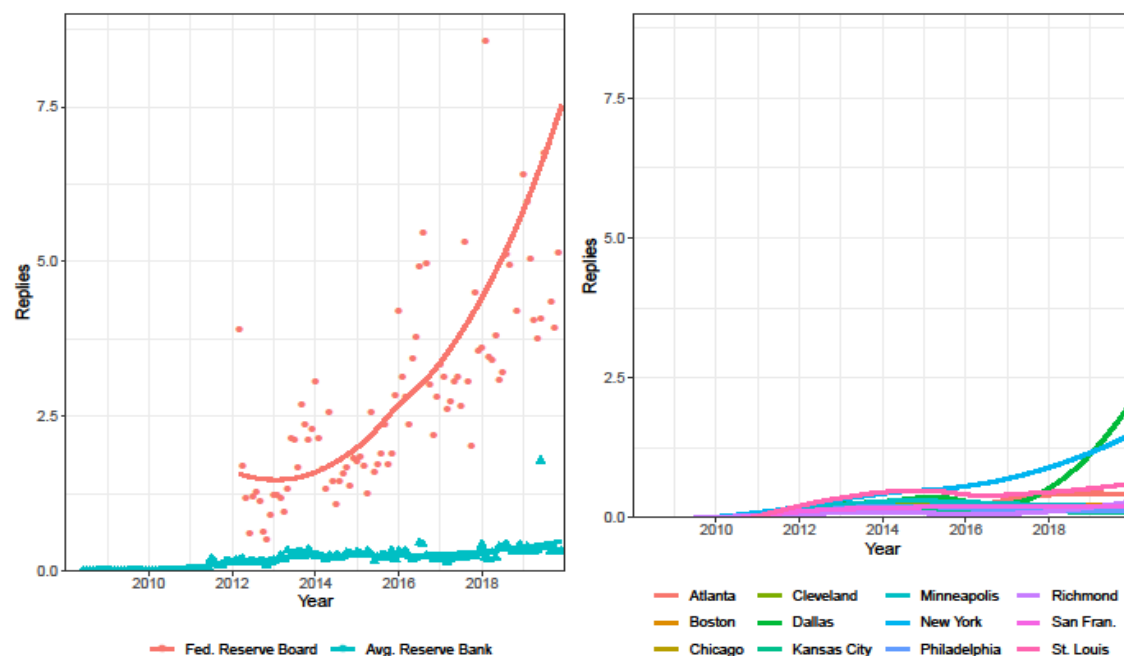 Replies
7.5
5.0
2.5
0.0
2010 2012 2014 2016 2018
Year
Fed. Reserve Board Avg. Reserve Bank
Replies
7.5
5.0
2.5
0.0
2010 2012 2014 2016 2018
Year
Atlanta Cleveland Minneapolis Richmond
Boston Dallas New York San Fran.
Chicago Kansas City Philadelphia St. Louis